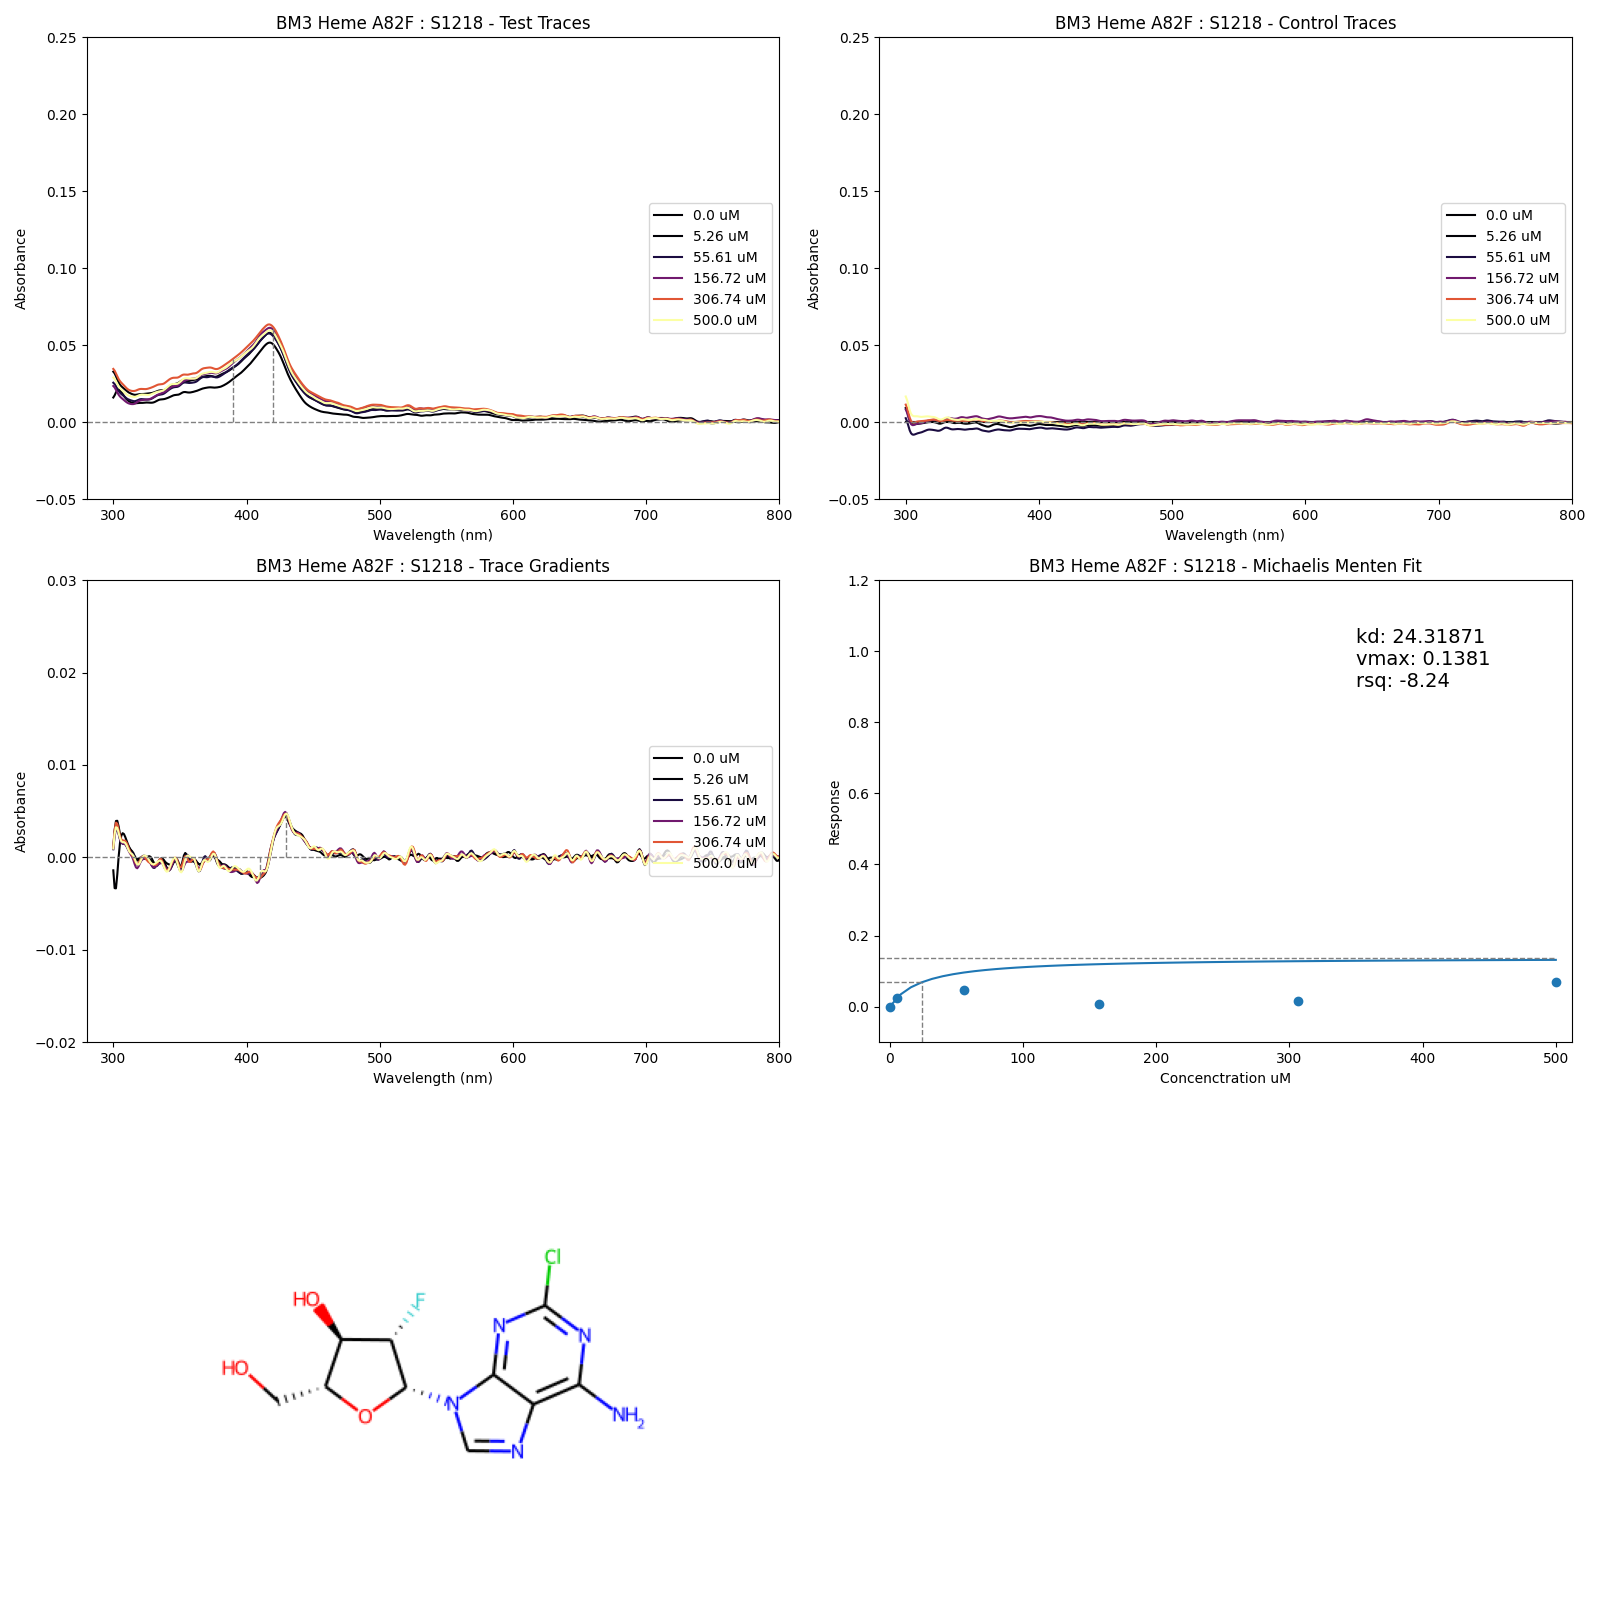 BM3 Heme A82F : S1218 - Test Traces
0.25
0.20
0.15
0.10
0.05
0.00
−0.05
Absorbance
300 400 500 600 700 800
Wavelength (nm)
0.0 uM
5.26 uM
55.61 uM
156.72 uM
306.74 uM
500.0 uM
BM3 Heme A82F : S1218 - Control Traces
0.25
0.20
0.15
0.10
0.05
0.00
−0.05
Absorbance
300 400 500 600 700 800
Wavelength (nm)
0.0 uM
5.26 uM
55.61 uM
156.72 uM
306.74 uM
500.0 uM
BM3 Heme A82F : S1218 - Trace Gradients
0.03
0.02
0.01
0.00
−0.01
−0.02
Absorbance
300 400 500 600 700 800
Wavelength (nm)
0.0 uM
5.26 uM
55.61 uM
156.72 uM
306.74 uM
500.0 uM
BM3 Heme A82F : S1218 - Michaelis Menten Fit
1.2
1.0
0.8
0.6
0.4
0.2
0.0
Response
0 100 200 300 400 500
Concenctration uM
kd: 24.31871
vmax: 0.1381
rsq: -8.24
Cl
HO
F
N
N
HO
N
O
NH2
N